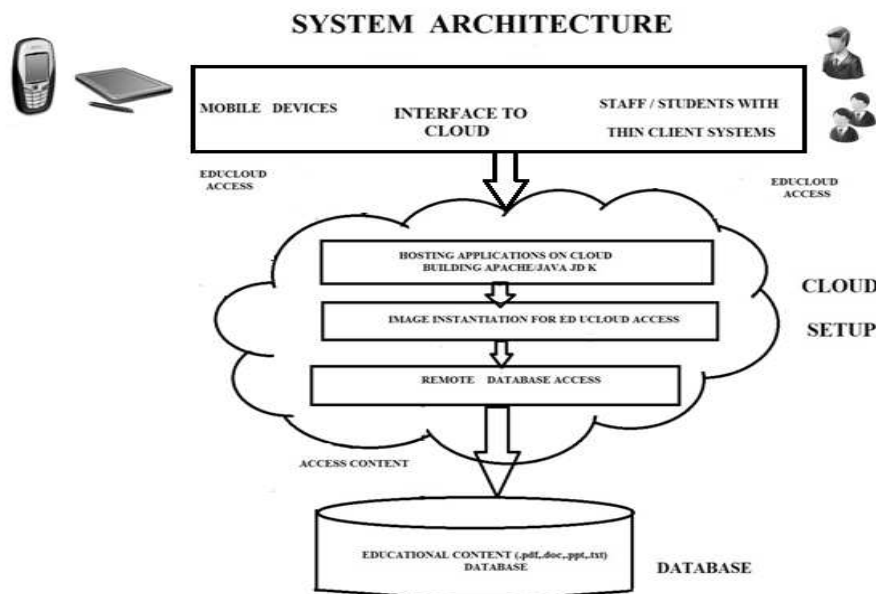 SYSTEM ARCHITECTURE
MOBILE DEVICES
INTERFACE TO
CLOUD
STAFF / STUDENTS WITH
THIN CLIENT SYSTEMS
EDUCLOUD
ACCESS
EDUCLOUD
ACCESS
HOSTING APPLICATIONS ON CLOUD
BUILDING APACHE/JAVA JD K
CLOUD
SETUP
IMAGE INSTANTIATION FOR ED UCLOUD ACCESS
REMOTE DATABASE ACCESS
ACCESS CONTENT
EDUCATIONAL CONTENT (.pdf,.doc,.ppt,.txt)
DATABASE
DATABASE